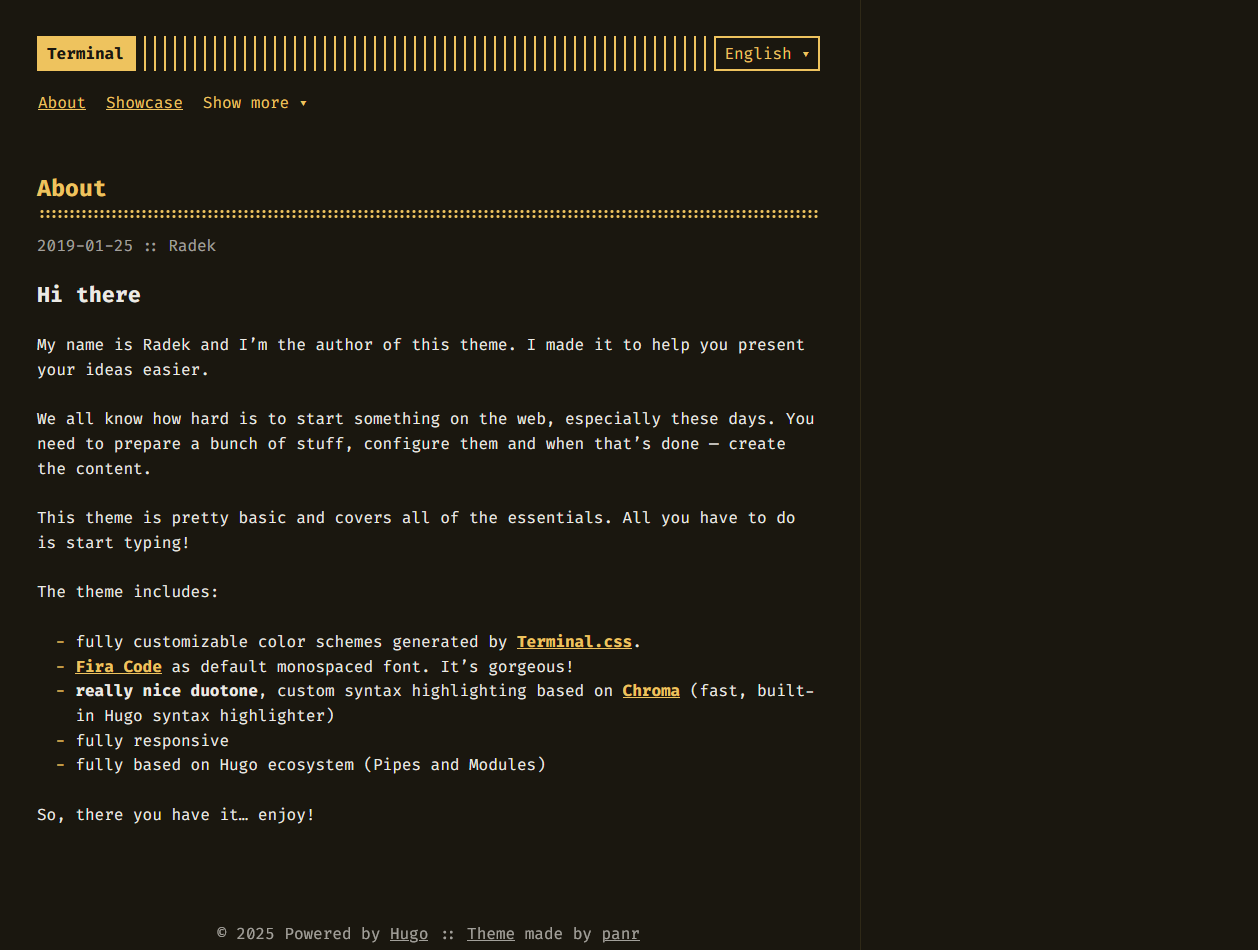 Terminal English ▾
About Showcase Show more ▾
About
2019-01-25 :: Radek
Hi there
My name is Radek and I’m the author of this theme. I made it to help you present
your ideas easier.
We all know how hard is to start something on the web, especially these days. You
need to prepare a bunch of stuff, configure them and when that’s done — create
the content.
This theme is pretty basic and covers all of the essentials. All you have to do
is start typing!
The theme includes:
- fully customizable color schemes generated by Terminal.css.
- Fira Code as default monospaced font. It’s gorgeous!
- really nice duotone, custom syntax highlighting based on Chroma (fast, built-
in Hugo syntax highlighter)
- fully responsive
- fully based on Hugo ecosystem (Pipes and Modules)
So, there you have it… enjoy!
© 2025 Powered by Hugo :: Theme made by panr